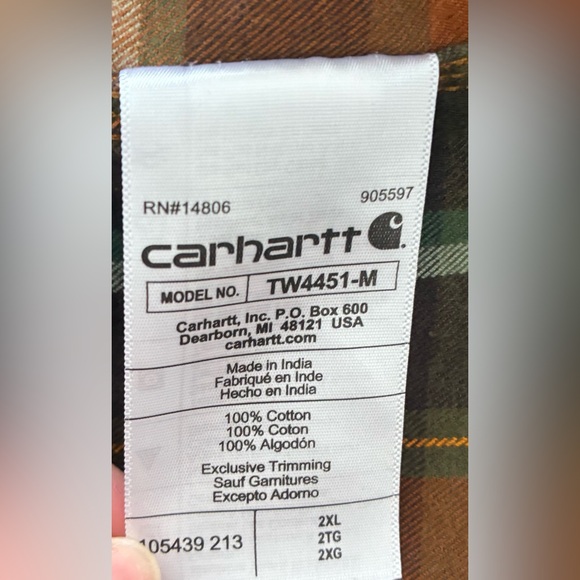 RN#14806 905597
carhartt
MODEL NO. TW4451-M
Carhartt, Inc. P.O. Box 600
Dearborn, MI 48121 USA
carhartt.com
Made in India
Fabriqué en Inde
Hecho en India
100% Cotton
100% Coton
100% Algodón
Exclusive Trimming
Sauf Garnitures
Excepto Adorno
105439 213
2XL
2TG
2XG